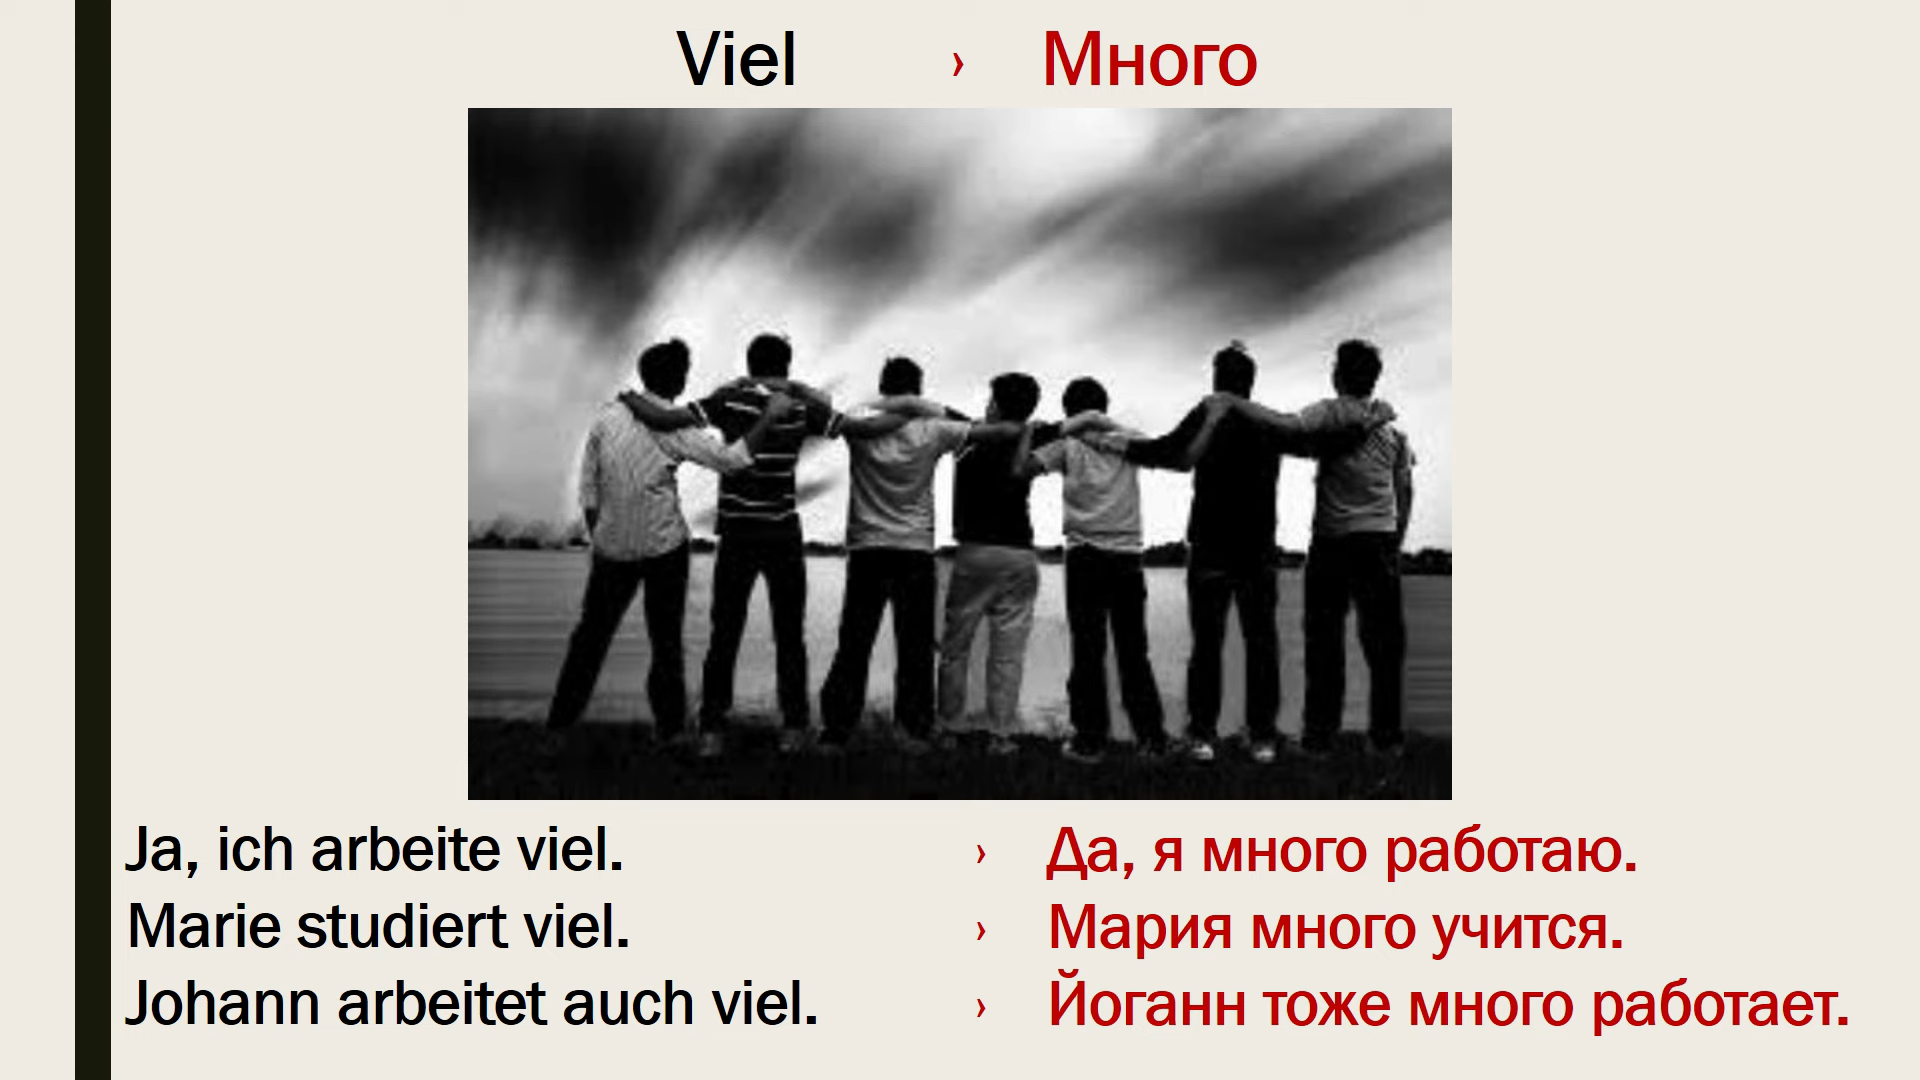 Viel › Много
Ja, ich arbeite viel. › Да, я много работаю.
Marie studiert viel. › Мария много учится.
Johann arbeitet auch viel. › Йоганн тоже много работает.